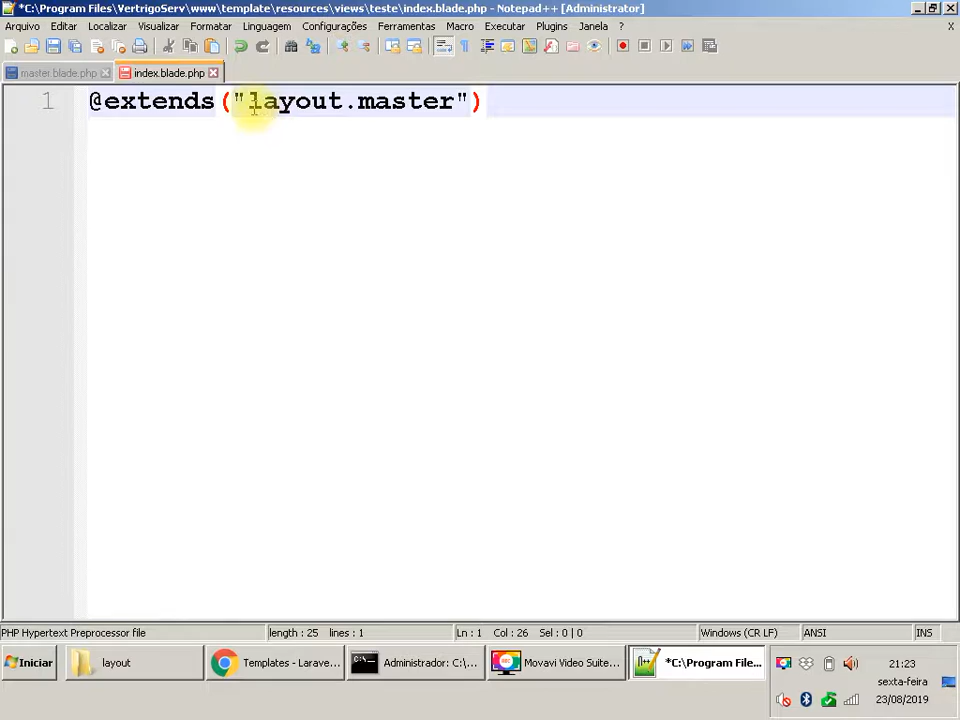 *C:\Program Files\VertrigoServ\www\template\resources\views\teste\index.blade.php - Notepad++ [Administrator]
Arquivo Editar Localizar Visualizar Formatar Linguagem Configurações Ferramentas Macro Executar Plugins Janela ? X
master.blade.php index.blade.php
1 @extends("layout.master")
PHP Hypertext Preprocessor file length : 25 lines : 1 Ln : 1 Col : 26 Sel : 0 | 0 Windows (CR LF) ANSI INS
Iniciar layout Templates - Larave... Administrador: C:\... Movavi Video Suite... *C:\Program File... 21:23
sexta-feira
23/08/2019